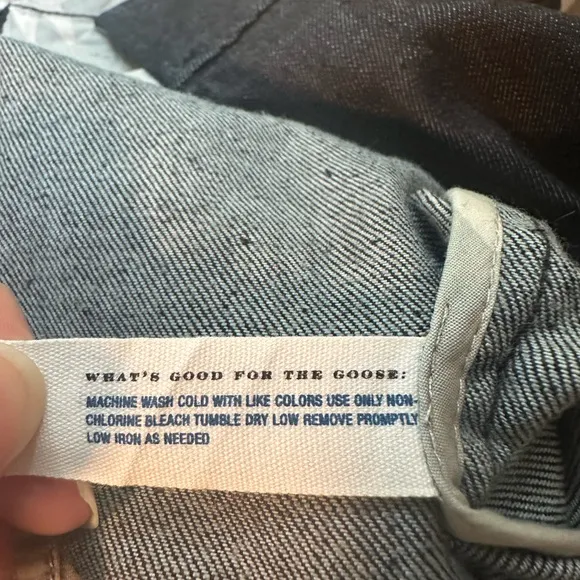 WHAT'S GOOD FOR THE GOOSE:
MACHINE WASH COLD WITH LIKE COLORS USE ONLY NON-
CHLORINE BLEACH TUMBLE DRY LOW REMOVE PROMPTLY
LOW IRON AS NEEDED